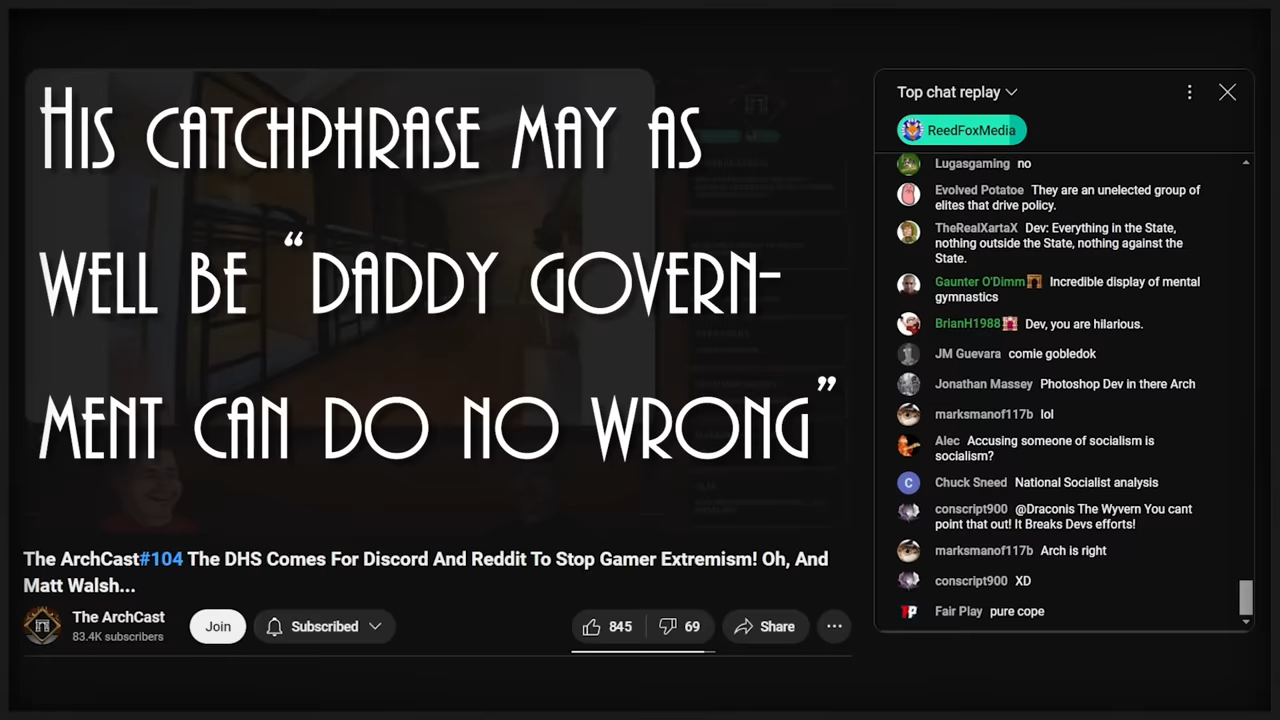 His catchphrase may as
well be “Daddy Govern-
ment can do no wrong”
The ArchCast#104 The DHS Comes For Discord And Reddit To Stop Gamer Extremism! Oh, And
Matt Walsh...
The ArchCast
83.4K subscribers
Join
Subscribed
845
69
Share
Top chat replay
ReedFoxMedia
Lugasgaming no
Evolved Potatoe They are an unelected group of
elites that drive policy.
TheRealXartaX Dev: Everything in the State,
nothing outside the State, nothing against the
State.
Gaunter O'Dimm Incredible display of mental
gymnastics
BrianH1988 Dev, you are hilarious.
JM Guevara comie gobledok
Jonathan Massey Photoshop Dev in there Arch
marksmanof117b lol
Alec Accusing someone of socialism is
socialism?
C
Chuck Sneed National Socialist analysis
conscript900 @Draconis The Wyvern You cant
point that out! It Breaks Devs efforts!
marksmanof117b Arch is right
conscript900 XD
Fair Play pure cope